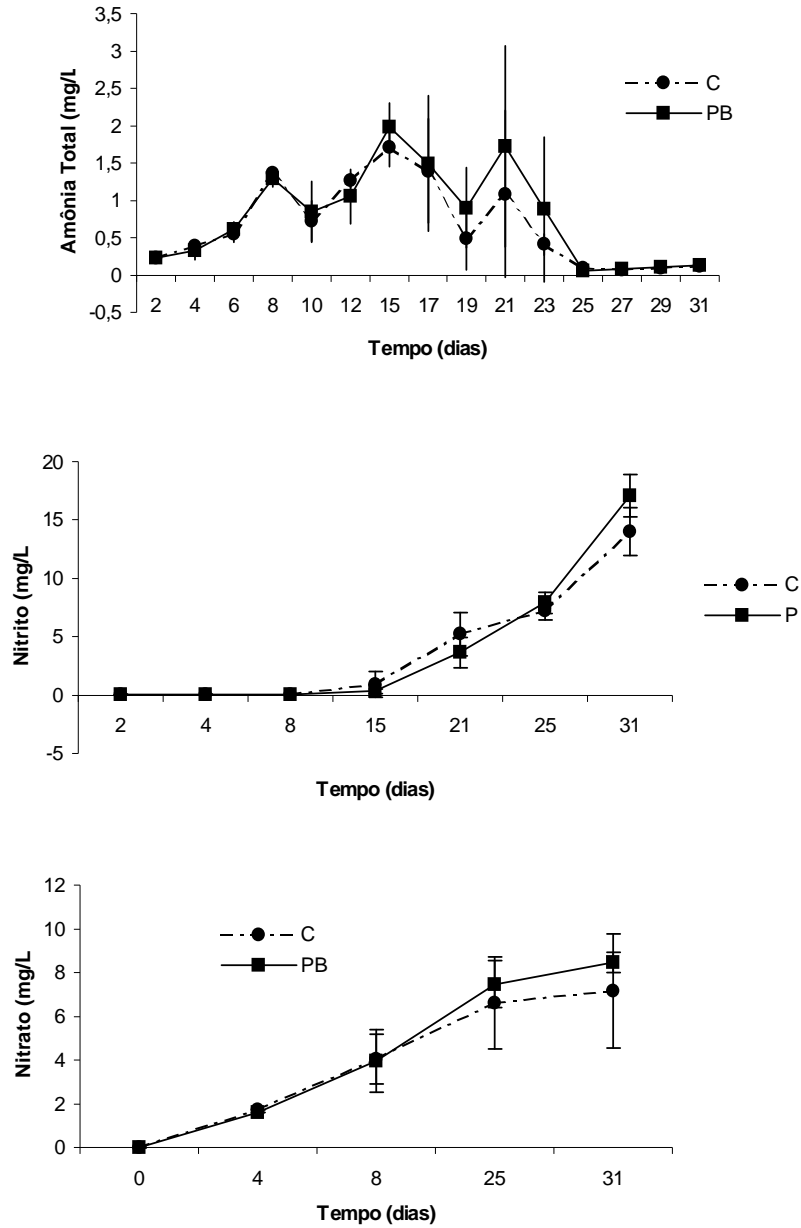 3,5
3
2,5
2
1,5
1
0,5
0
-0,5
Amônia Total (mg/L
C
PB
2 4 6 8 10 12 15 17 19 21 23 25 27 29 31
Tempo (dias)
20
15
10
5
0
-5
Nitrito (mg/L
C
P
2 4 8 15 21 25 31
Tempo (dias)
12
10
8
6
4
2
0
Nitrato (mg/L
C
PB
0 4 8 25 31
Tempo (dias)